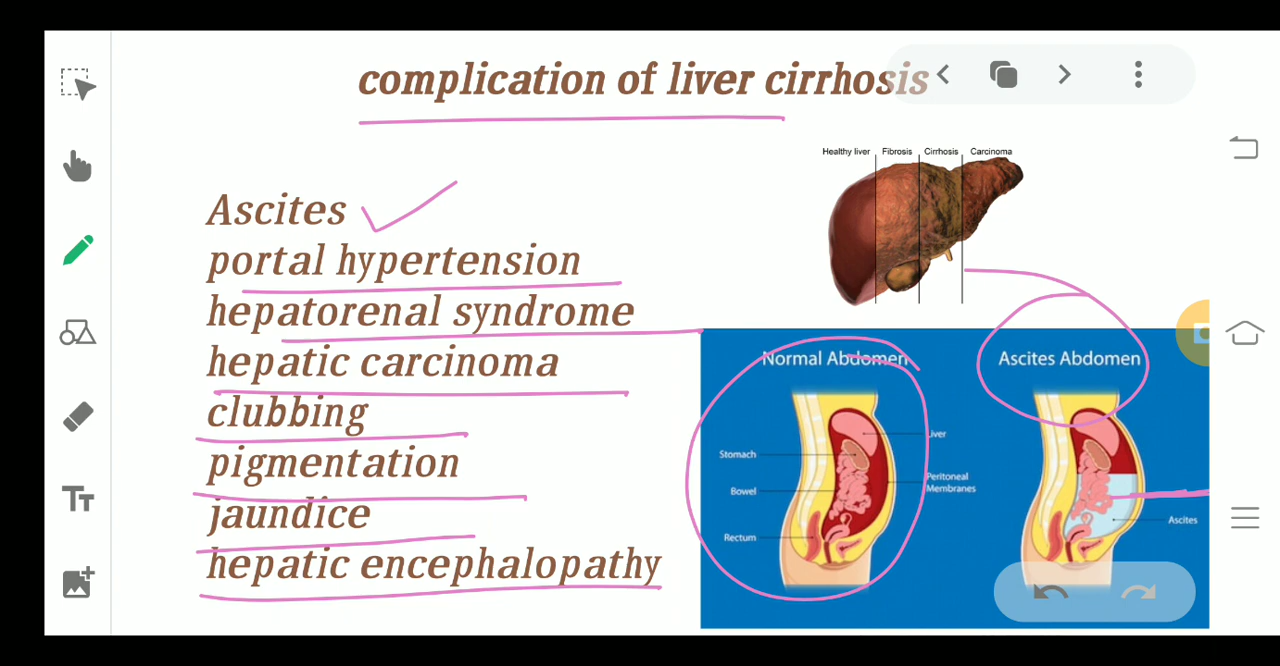 complication of liver cirrhosis
Healthy liver Fibrosis Cirrhosis Carcinoma
Ascites
portal hypertension
hepatorenal syndrome
hepatic carcinoma
clubbing
pigmentation
jaundice
hepatic encephalopathy
Normal Abdomen
Liver
Stomach
Peritoneal
Membranes
Bowel
Rectum
Ascites Abdomen
Ascites
TT